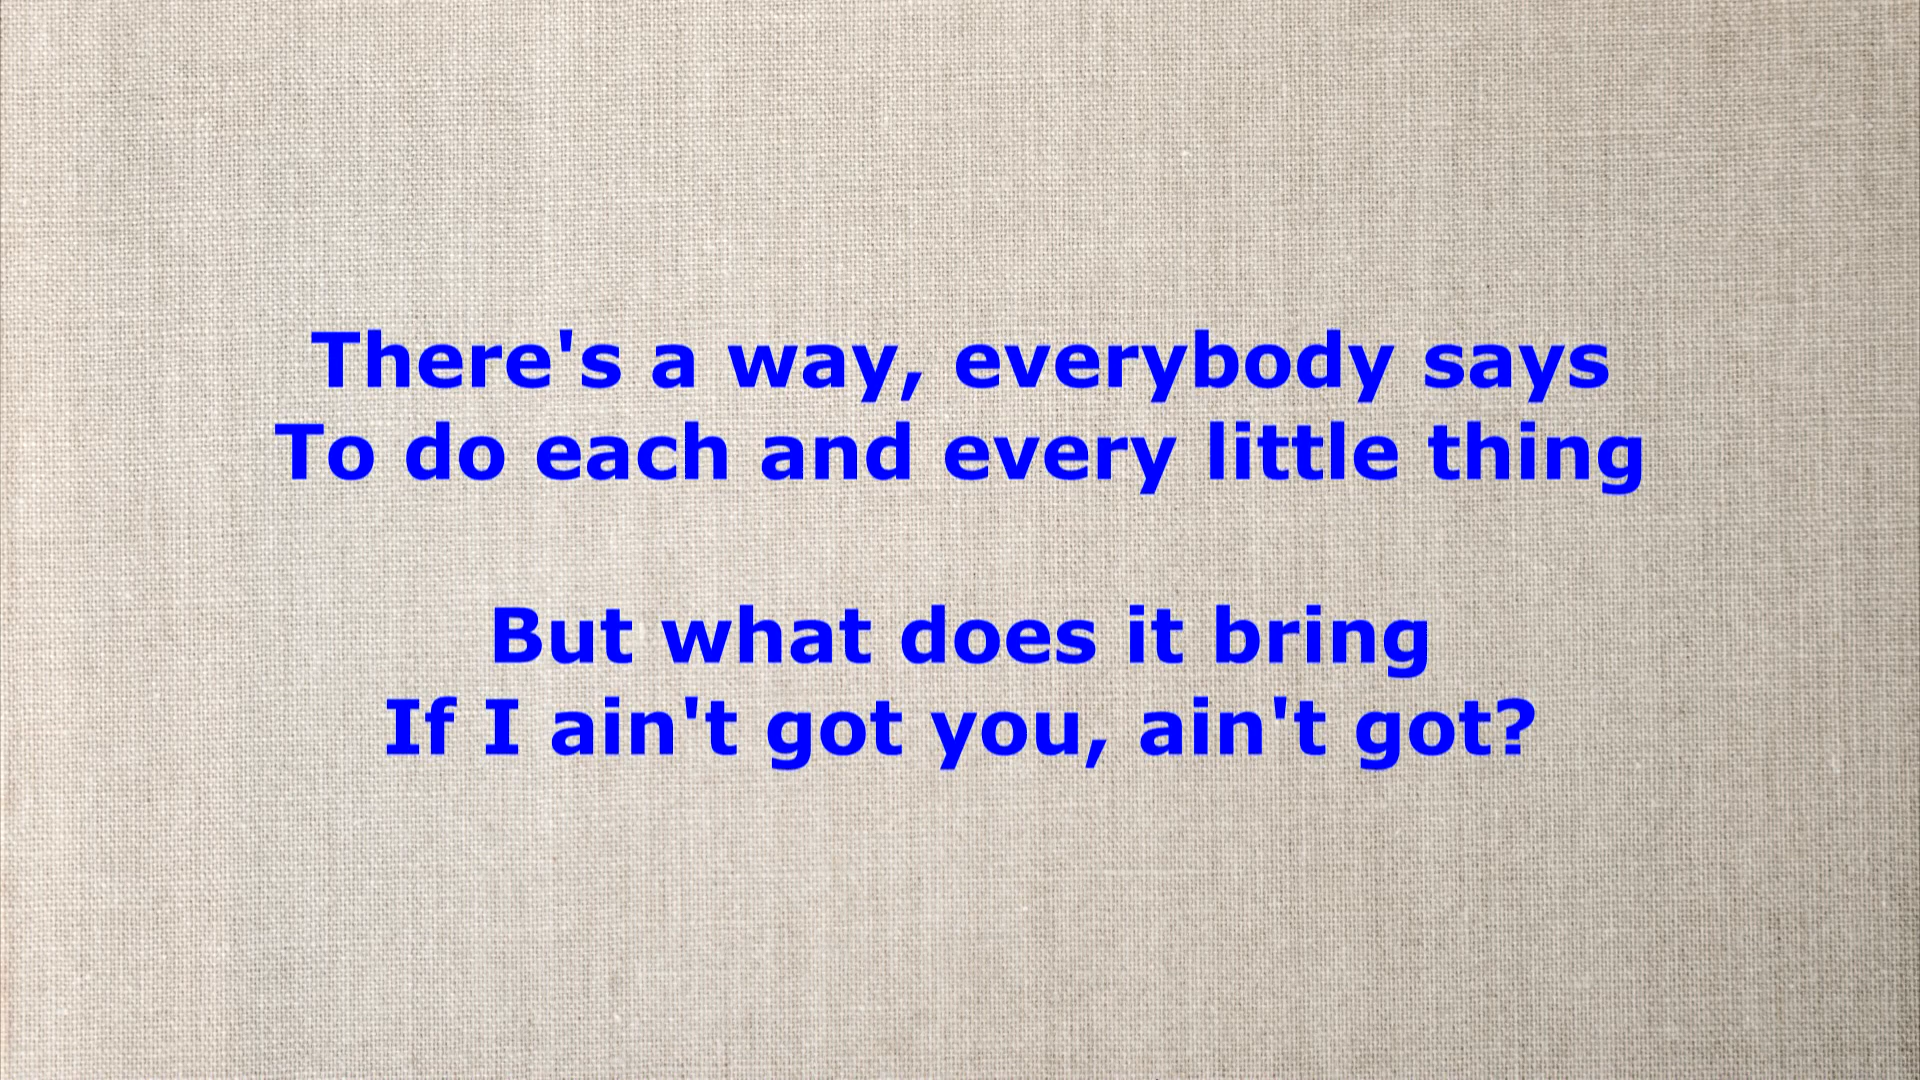 There's a way, everybody says
To do each and every little thing
But what does it bring
If I ain't got you, ain't got?